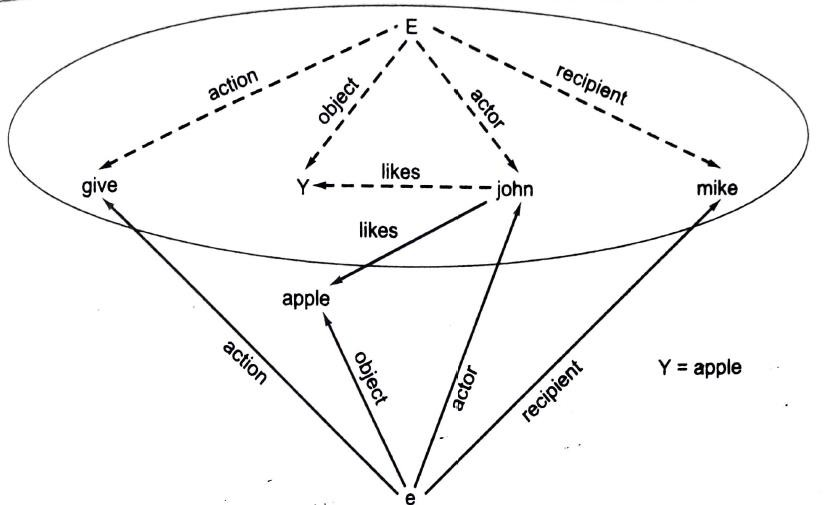 E
action
object
actor
recipient
give
Y
likes
john
mike
likes
apple
action
object
actor
recipient
Y = apple
e